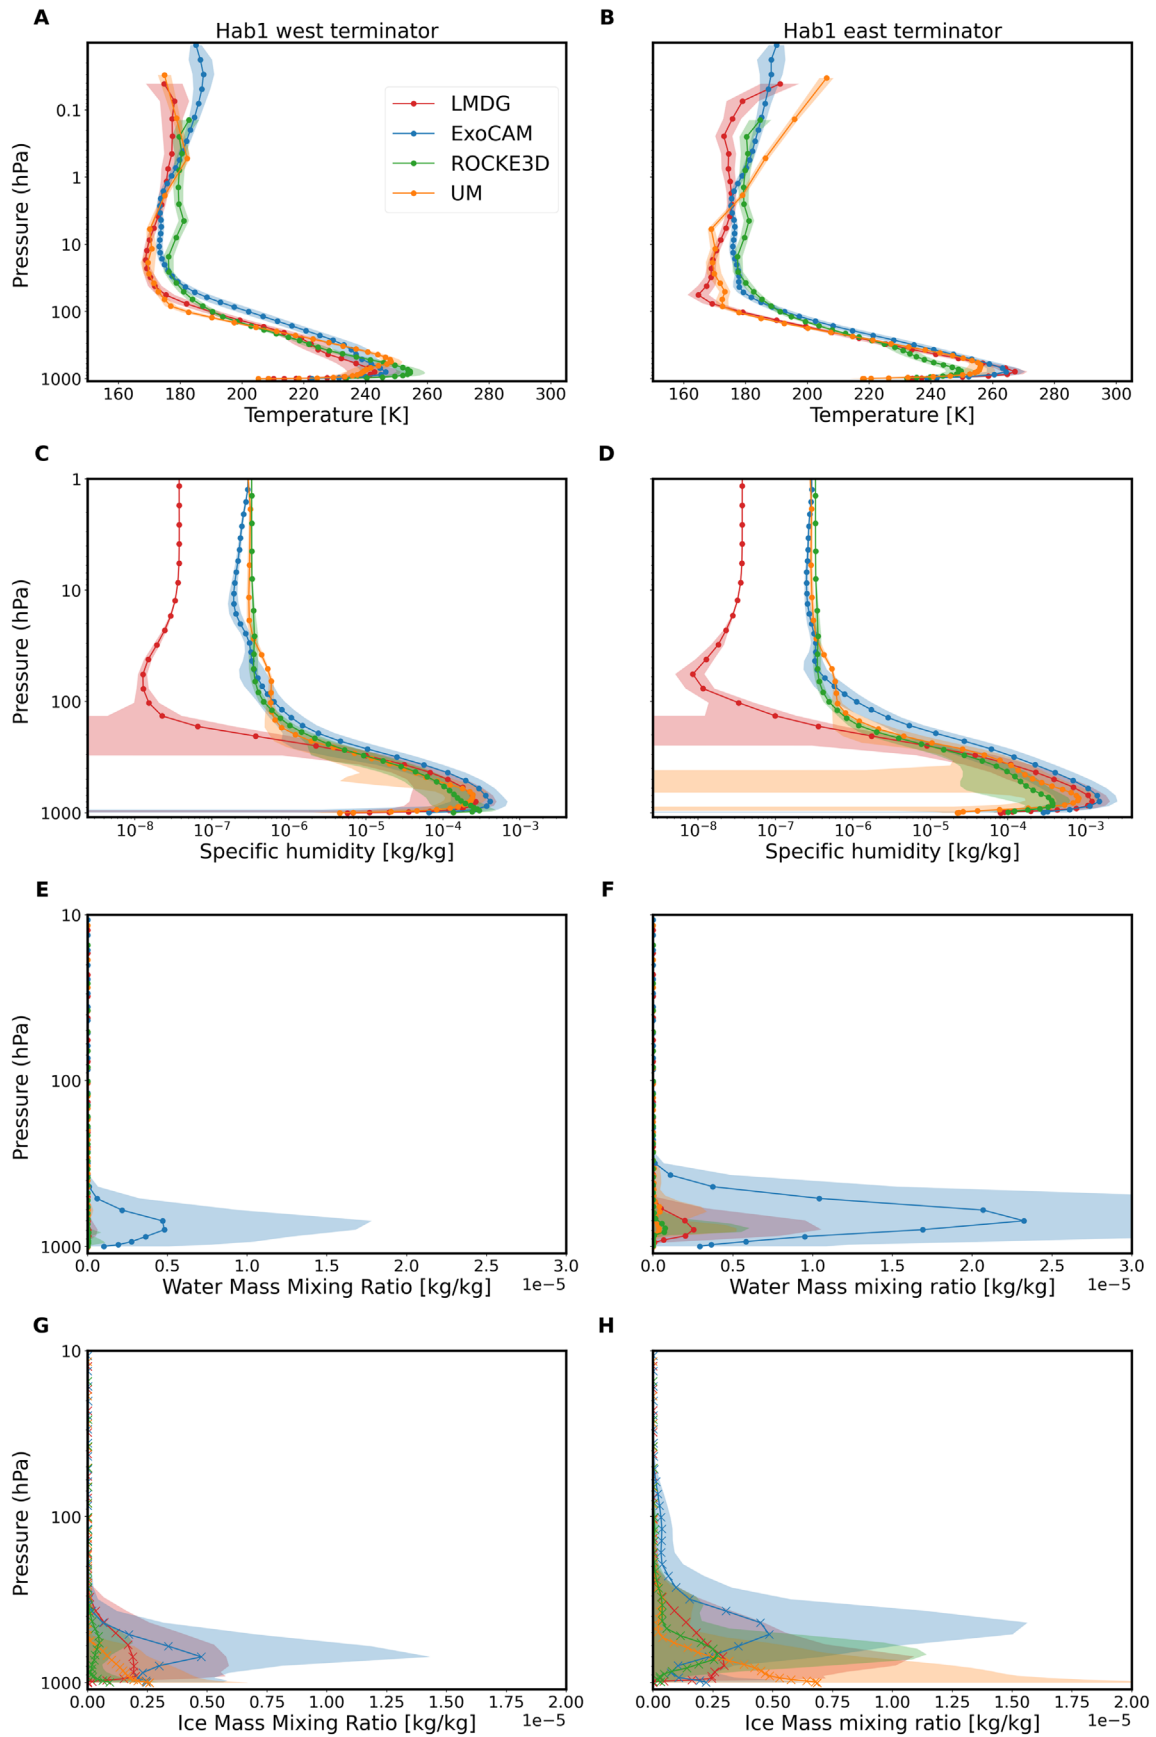 A
Hab1 west terminator
B
Hab1 east terminator
LMDG
ExoCAM
ROCKE3D
UM
Pressure (hPa)
0.1
1
10
100
1000
160 180 200 220 240 260 280 300
Temperature [K]
160 180 200 220 240 260 280 300
Temperature [K]
C
D
Pressure (hPa)
1
10
100
1000
10⁻⁸ 10⁻⁷ 10⁻⁶ 10⁻⁵ 10⁻⁴ 10⁻³
Specific humidity [kg/kg]
10⁻⁸ 10⁻⁷ 10⁻⁶ 10⁻⁵ 10⁻⁴ 10⁻³
Specific humidity [kg/kg]
E
F
Pressure (hPa)
10
100
1000
0.0 0.5 1.0 1.5 2.0 2.5 3.0
Water Mass Mixing Ratio [kg/kg] 1e−5
0.0 0.5 1.0 1.5 2.0 2.5 3.0
Water Mass mixing ratio [kg/kg] 1e−5
G
H
Pressure (hPa)
10
100
1000
0.00 0.25 0.50 0.75 1.00 1.25 1.50 1.75 2.00
Ice Mass Mixing Ratio [kg/kg] 1e−5
0.00 0.25 0.50 0.75 1.00 1.25 1.50 1.75 2.00
Ice Mass mixing ratio [kg/kg] 1e−5